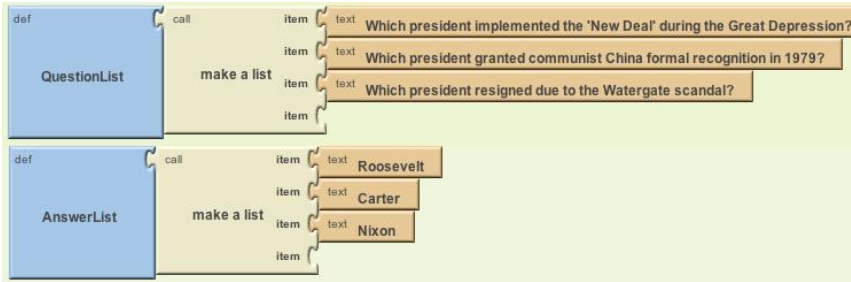 def call item text Which president implemented the 'New Deal' during the Great Depression?
item text Which president granted communist China formal recognition in 1979?
QuestionList make a list
item text Which president resigned due to the Watergate scandal?
item
def call item text Roosevelt
item text Carter
AnswerList make a list
item text Nixon
item